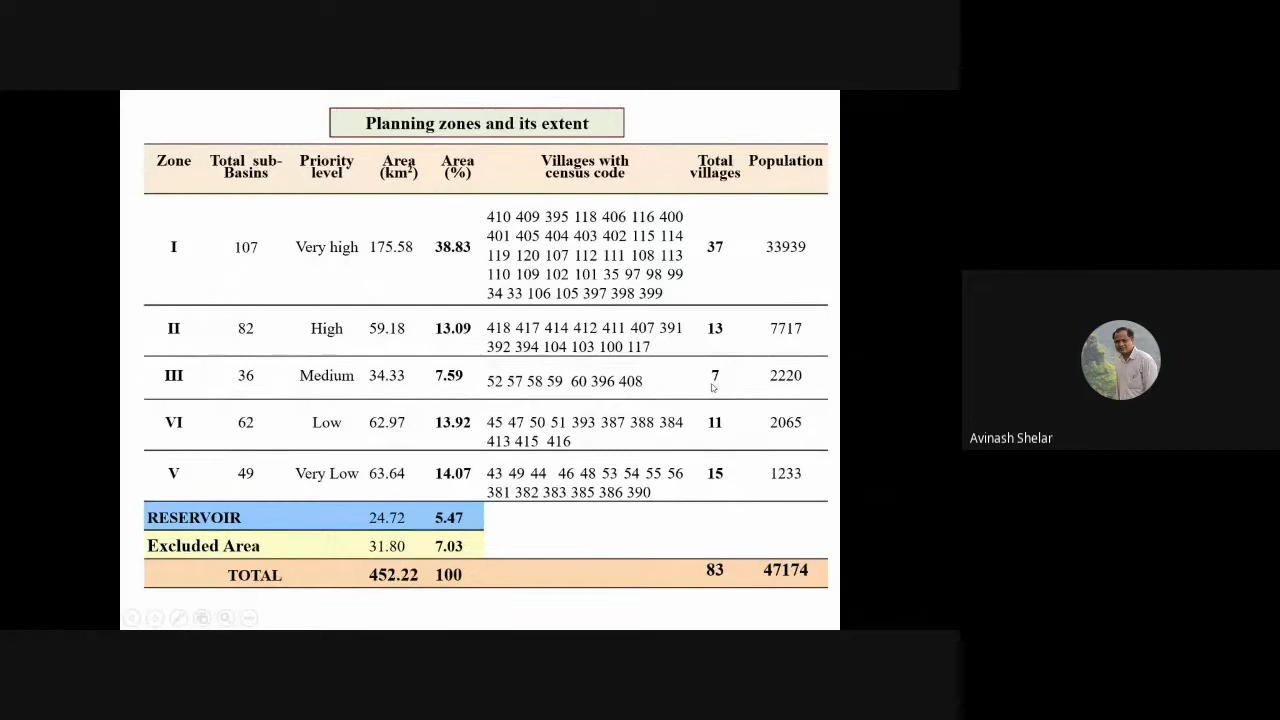 Planning zones and its extent
Zone Total sub-Basins Priority level Area (km²) Area (%) Villages with census code Total villages Population
I 107 Very high 175.58 38.83 410 409 395 118 406 116 400 37 33939
401 405 404 403 402 115 114
119 120 107 112 111 108 113
110 109 102 101 35 97 98 99
34 33 106 105 397 398 399
II 82 High 59.18 13.09 418 417 414 412 411 407 391 13 7717
392 394 104 103 100 117
III 36 Medium 34.33 7.59 52 57 58 59 60 396 408 7 2220
VI 62 Low 62.97 13.92 45 47 50 51 393 387 388 384 11 2065
413 415 416
V 49 Very Low 63.64 14.07 43 49 44 46 48 53 54 55 56 15 1233
381 382 383 385 386 390
RESERVOIR 24.72 5.47
Excluded Area 31.80 7.03
TOTAL 452.22 100 83 47174
Avinash Shelar